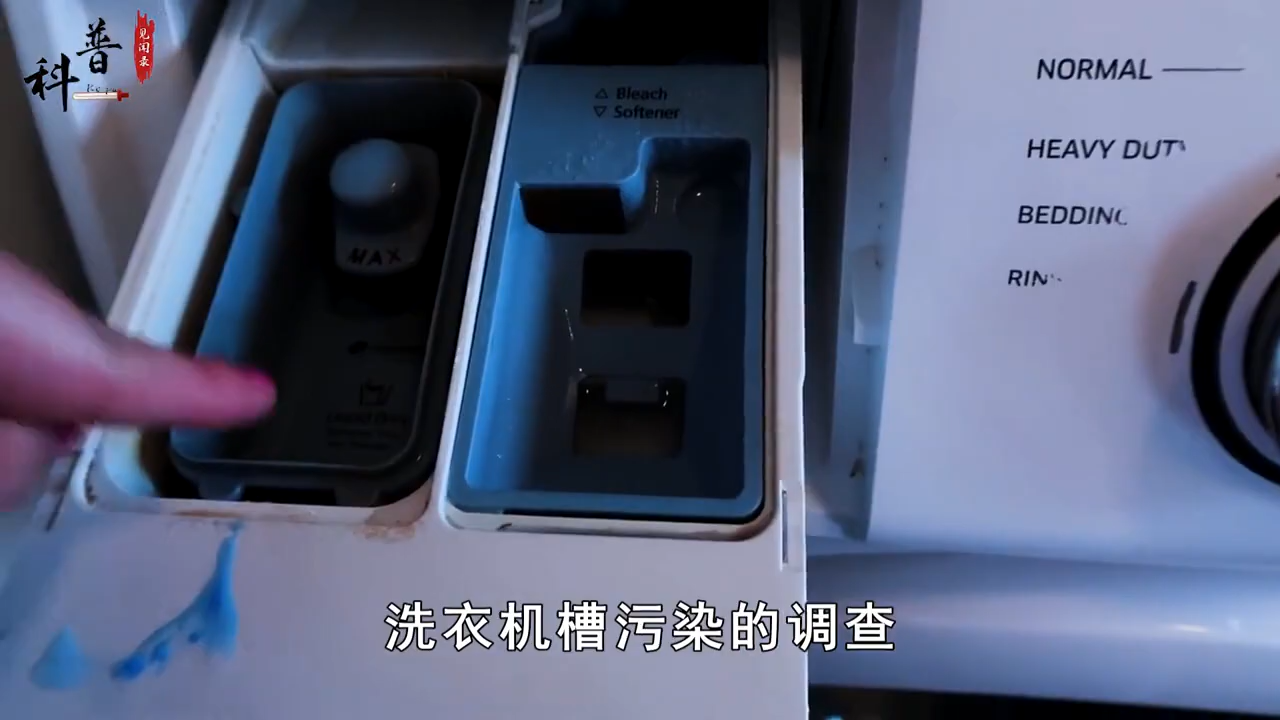 科普
见闻录
Bleach
Softener
MAX
NORMAL
HEAVY DUT
BEDDIN
RIN
洗衣机槽污染的调查